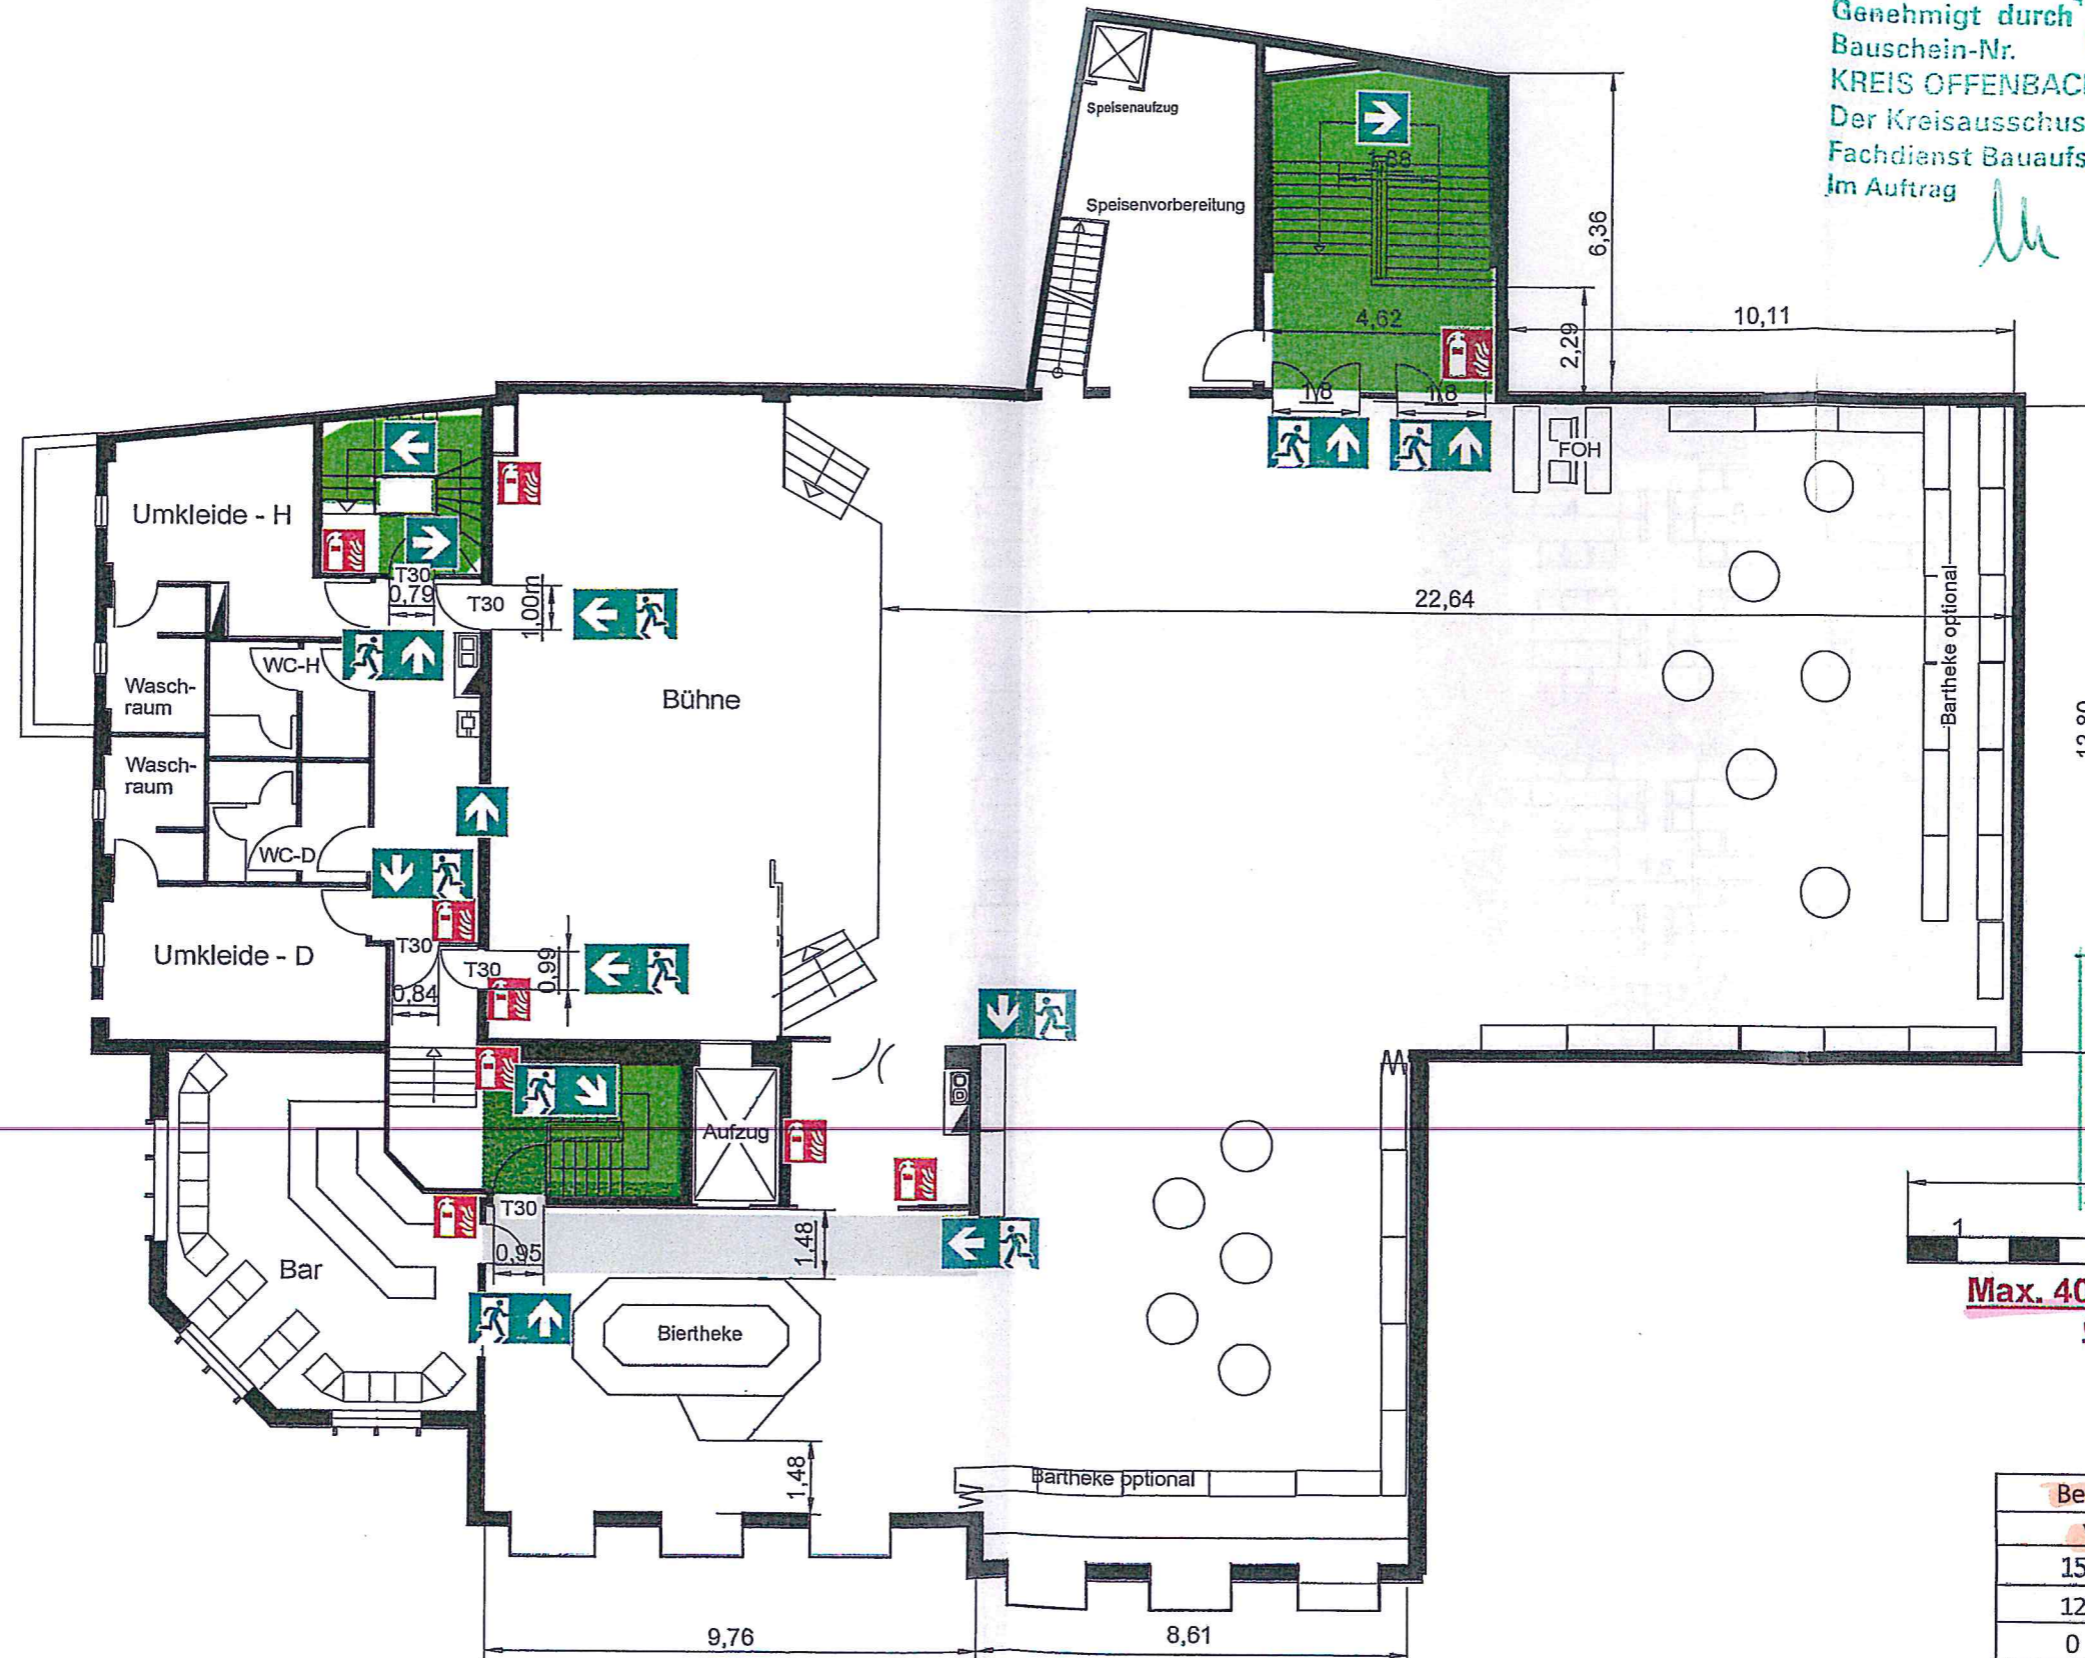 Genehmigt durch
Bauschein-Nr.
KREIS OFFENBACH
Der Kreisausschus
Fachdienst Bauaufs
Im Auftrag
Speisenaufzug
1,88
Speisenvorbereitung
6,36
4,62
2,29
10,11
1,8
1,8
FOH
Umkleide - H
T30
0,79
T30
1,00m
22,64
Bartheke optional
WC-H
Wasch-
raum
Bühne
Wasch-
raum
WC-D
Umkleide - D
T30
T30
0,99
0,84
Aufzug
T30
0,95
1,48
Bar
1
Max. 40
Biertheke
1,48
Bartheke optional
Be
15
12
0
9,76
8,61